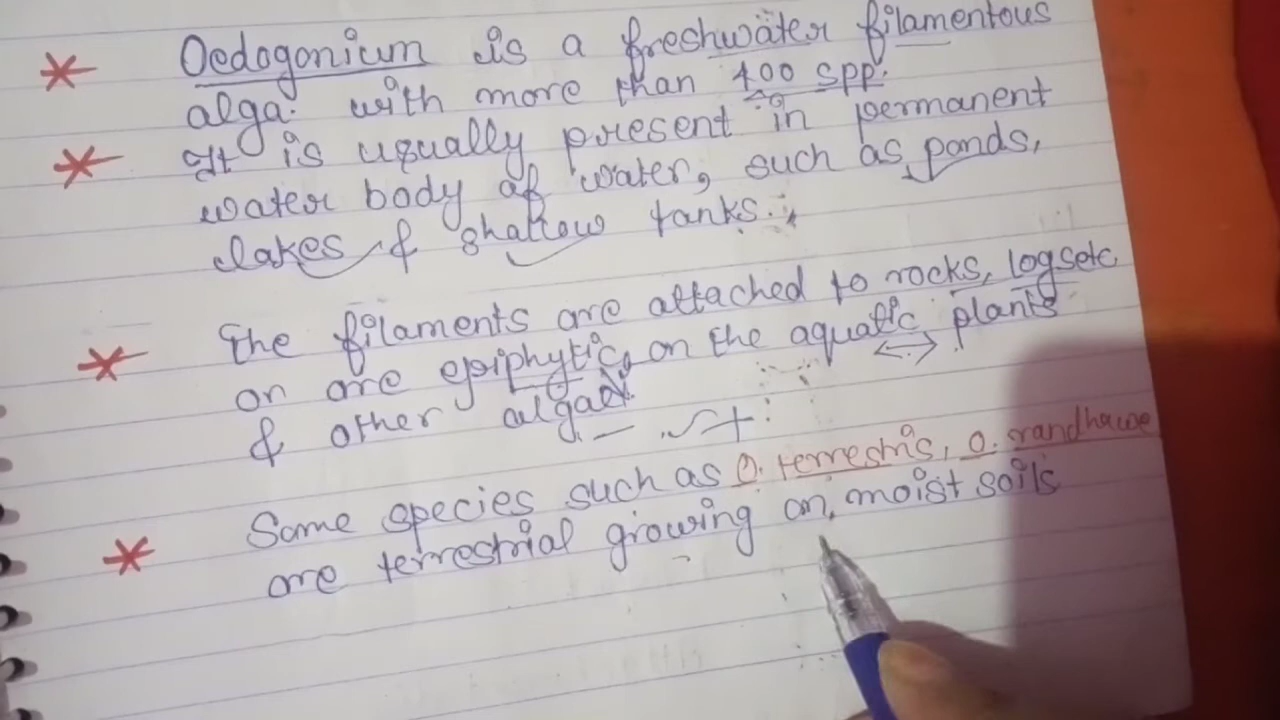 * Oedogonium is a freshwater filamentous
alga: with more than 400 spp.
* It is usually present in permanent
water body of water, such as ponds,
lakes & shallow tanks.
* The filaments are attached to rocks, logs etc
or are epiphytic, on the aquatic plants
& other algae.
* Some species such as O. terrestris, O. randhawe
are terrestrial growing on, moist soils